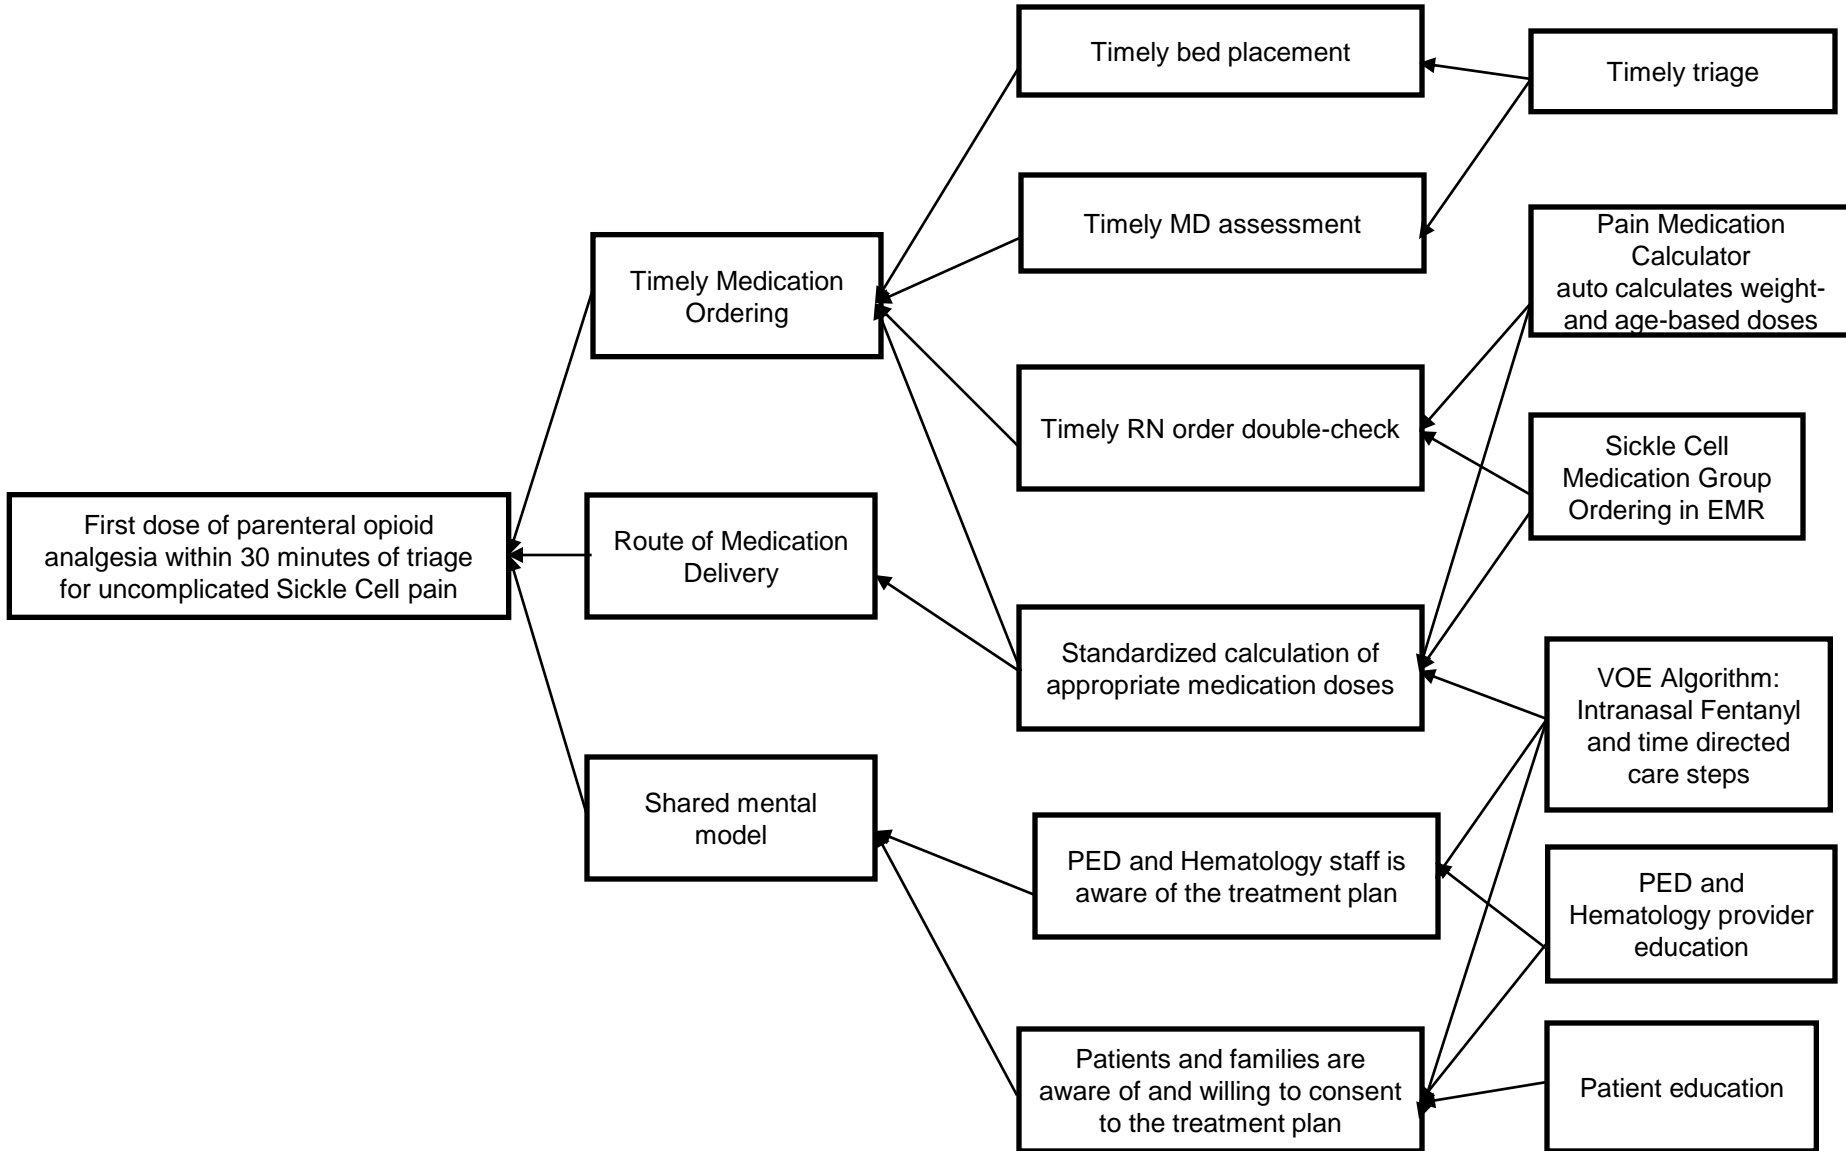 First dose of parenteral opioid
analgesia within 30 minutes of triage
for uncomplicated Sickle Cell pain
Timely Medication
Ordering
Route of Medication
Delivery
Shared mental
model
Timely bed placement
Timely MD assessment
Timely RN order double-check
Standardized calculation of
appropriate medication doses
PED and Hematology staff is
aware of the treatment plan
Patients and families are
aware of and willing to consent
to the treatment plan
Timely triage
Pain Medication
Calculator
auto calculates weight-
and age-based doses
Sickle Cell
Medication Group
Ordering in EMR
VOE Algorithm:
Intranasal Fentanyl
and time directed
care steps
PED and
Hematology provider
education
Patient education